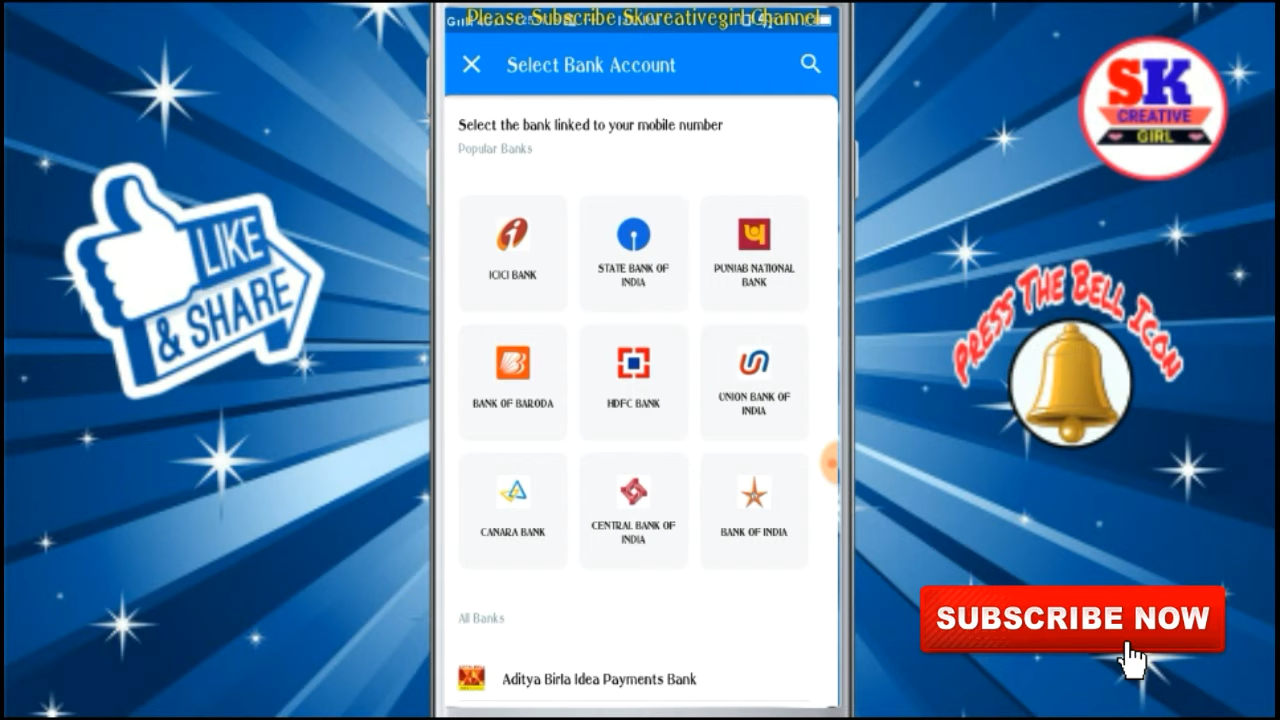 Please Subscribe Skcreativegirl Channel
Select Bank Account
Select the bank linked to your mobile number
Popular Banks
ICICI BANK
STATE BANK OF
INDIA
PUNJAB NATIONAL
BANK
BANK OF BARODA
HDFC BANK
UNION BANK OF
INDIA
CANARA BANK
CENTRAL BANK OF
INDIA
BANK OF INDIA
All Banks
Aditya Birla Idea Payments Bank
LIKE
& SHARE
SK
CREATIVE
GIRL
PRESS THE BELL ICON
SUBSCRIBE NOW